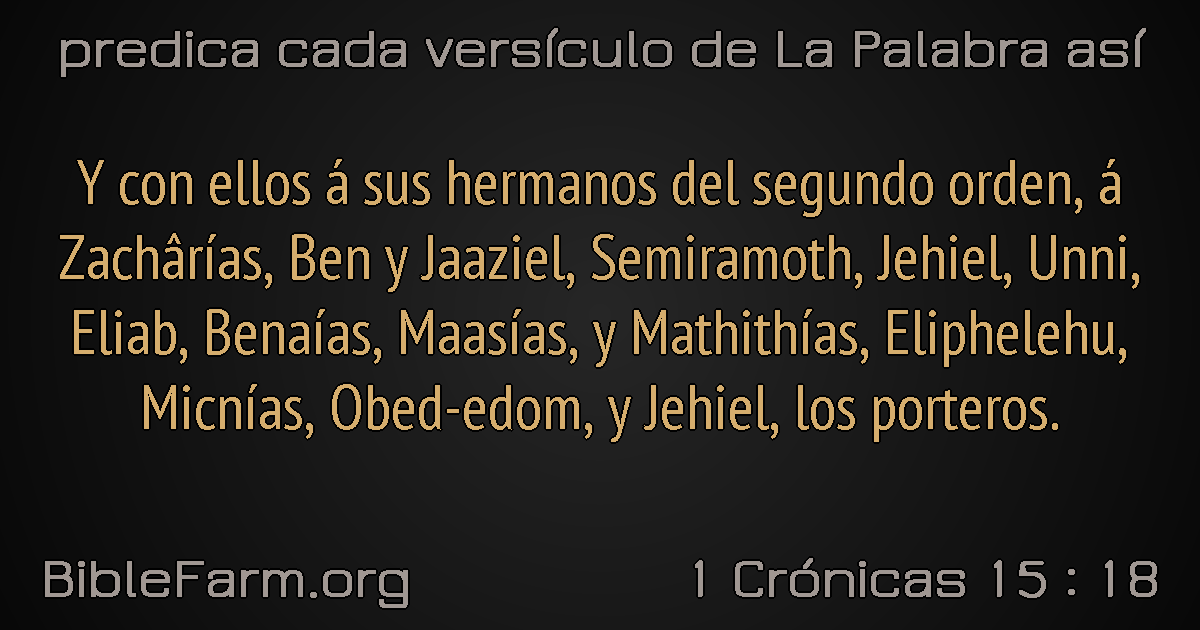 predica cada versículo de La Palabra así
Y con ellos á sus hermanos del segundo orden, á
Zachârías, Ben y Jaaziel, Semiramoth, Jehiel, Unni,
Eliab, Benaías, Maasías, y Mathithías, Eliphelehu,
Micnías, Obed-edom, y Jehiel, los porteros.
BibleFarm.org
1 Crónicas 15 : 18